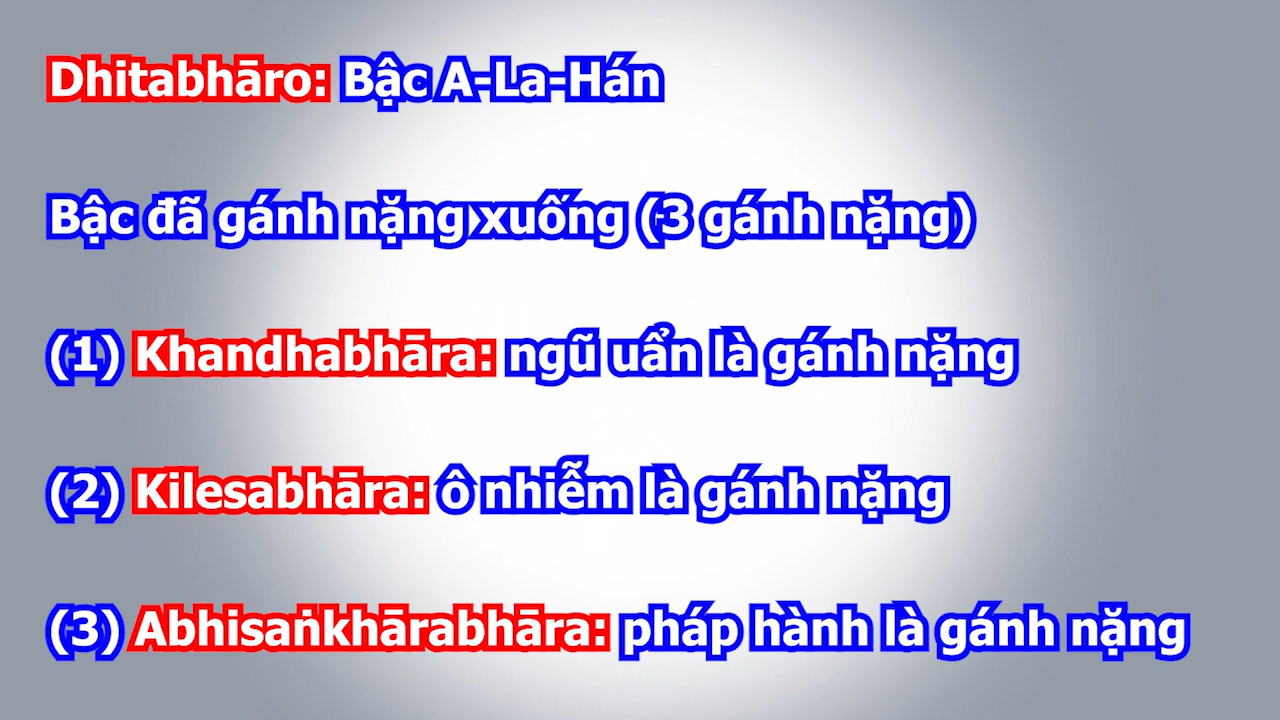 Dhitabhāro: Bậc A-La-Hán
Bậc đã gánh nặng xuống (3 gánh nặng)
(1) Khandhabhāra: ngũ uẩn là gánh nặng
(2) Kilesabhāra: ô nhiễm là gánh nặng
(3) Abhisaṅkhārabhāra: pháp hành là gánh nặng